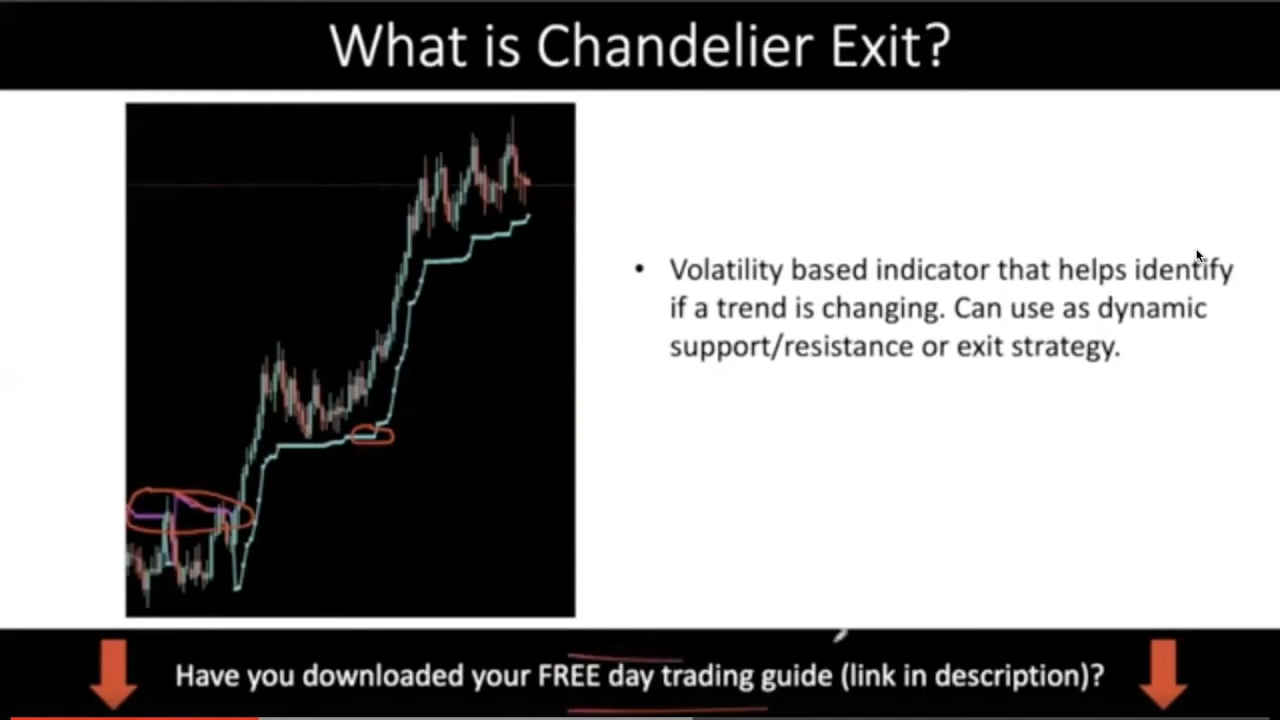 What is Chandelier Exit?
• Volatility based indicator that helps identify
if a trend is changing. Can use as dynamic
support/resistance or exit strategy.
Have you downloaded your FREE day trading guide (link in description)?